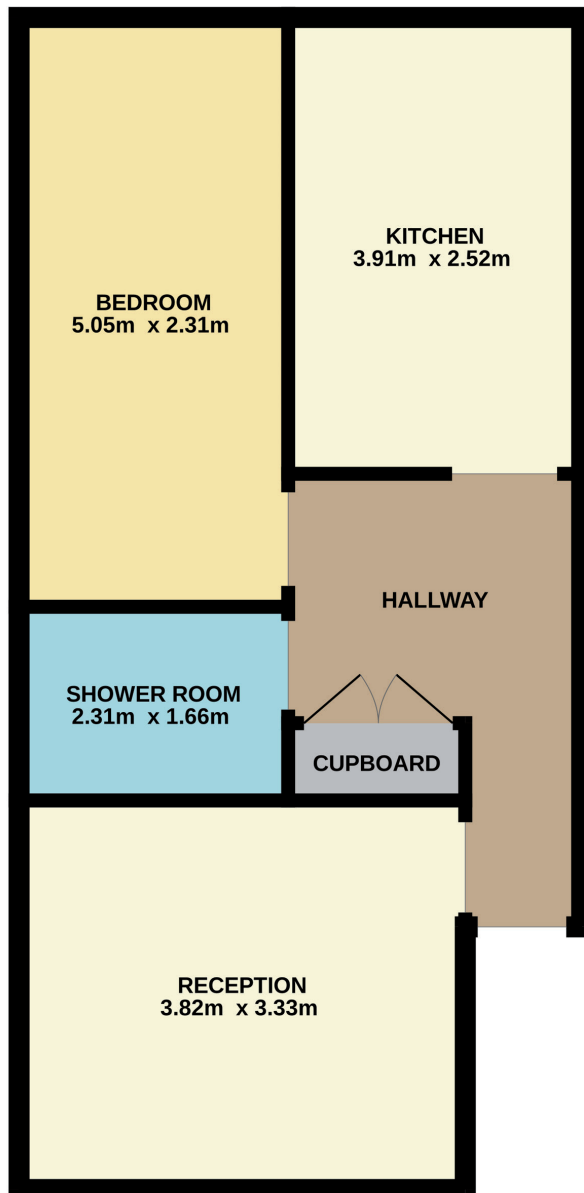 KITCHEN
3.91m x 2.52m
BEDROOM
5.05m x 2.31m
HALLWAY
SHOWER ROOM
2.31m x 1.66m
CUPBOARD
RECEPTION
3.82m x 3.33m